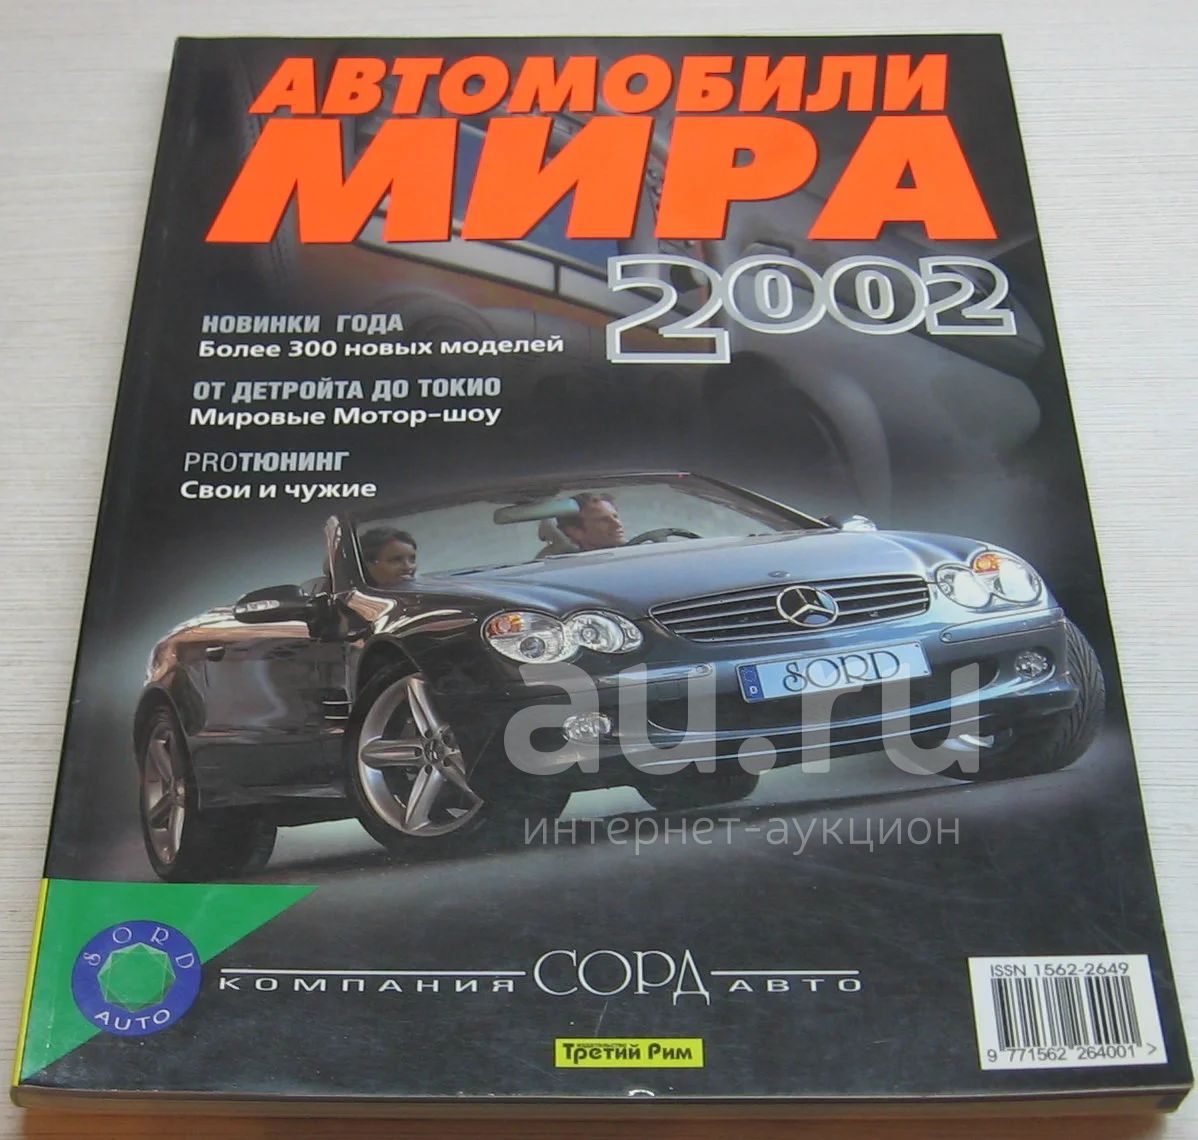 АВТОМОБИЛИ
МИРА
2002
НОВИНКИ ГОДА
Более 300 новых моделей
ОТ ДЕТРОЙТА ДО ТОКИО
Мировые Мотор-шоу
PROТЮНИНГ
Свои и чужие
D SORD
au.ru
интернет-аукцион
SORD
AUTO
КОМПАНИЯ СОРД АВТО
издательство
Третий Рим
ISSN 1562-2649
9 771562 264001 >